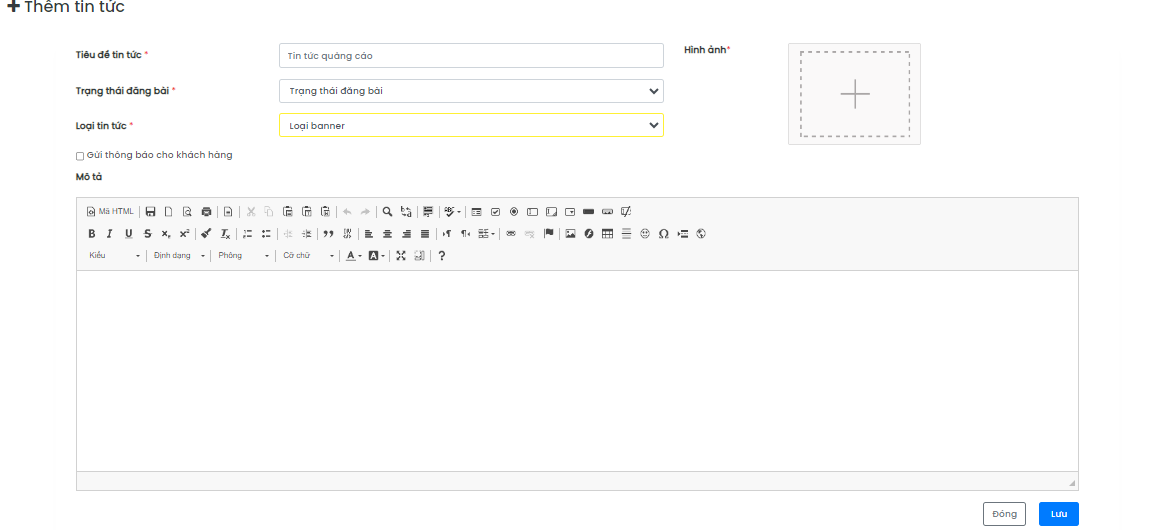 Thêm tin tức
Tiêu đề tin tức *
Tin tức quảng cáo
Hình ảnh*
Trạng thái đăng bài *
Trạng thái đăng bài
Loại tin tức *
Loại banner
Gửi thông báo cho khách hàng
Mô tả
Mã HTML
B I U S x₂ x²
Kiểu Định dạng Phông Cỡ chữ A A ?
Đóng Lưu